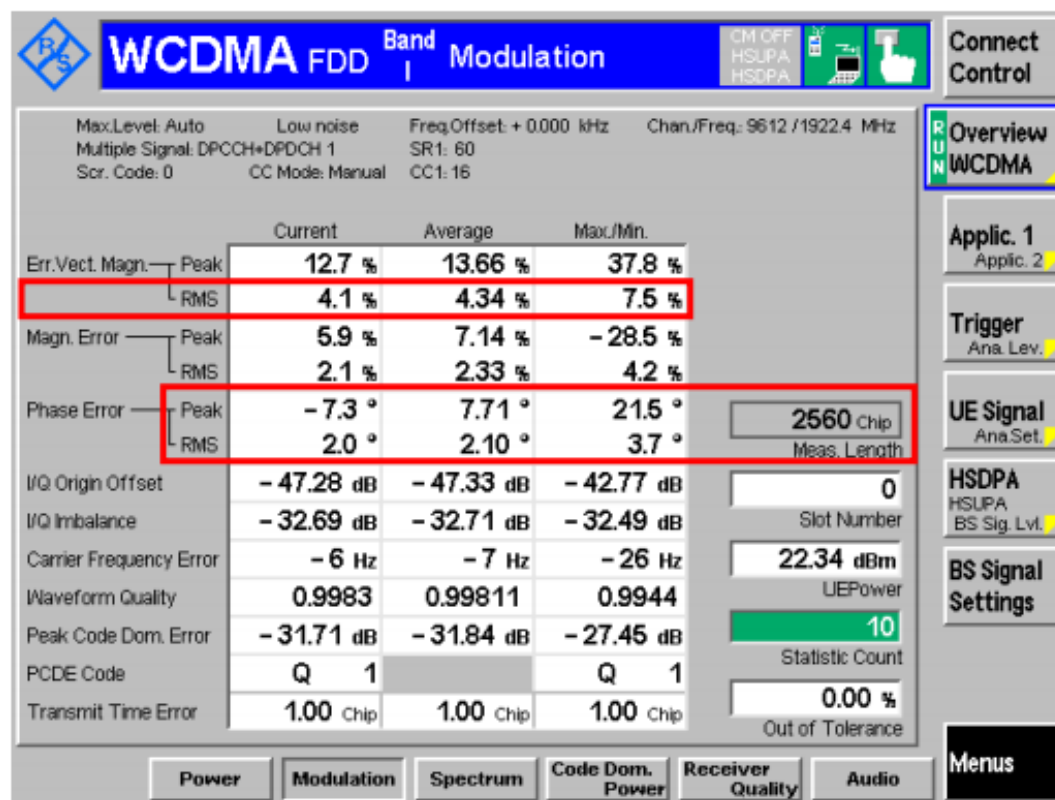 R&S
WCDMA FDD Band I Modulation
CM OFF
HSUPA
HSDPA
Connect Control
Max.Level: Auto Low noise Freq.Offset: + 0.000 kHz Chan./Freq.: 9612 / 1922.4 MHz
Multiple Signal: DPCCH+DPDCH 1 SR1: 60
Scr. Code: 0 CC Mode: Manual CC1: 16
RUN
Overview WCDMA
Current Average Max./Min.
Applic. 1
Applic. 2
Err.Vect. Magn. Peak 12.7 % 13.66 % 37.8 %
RMS 4.1 % 4.34 % 7.5 %
Magn. Error Peak 5.9 % 7.14 % – 28.5 %
RMS 2.1 % 2.33 % 4.2 %
Trigger
Ana. Lev.
Phase Error Peak – 7.3 ° 7.71 ° 21.5 ° 2560 Chip
RMS 2.0 ° 2.10 ° 3.7 ° Meas. Length
UE Signal
Ana.Set.
I/Q Origin Offset – 47.28 dB – 47.33 dB – 42.77 dB 0
I/Q Imbalance – 32.69 dB – 32.71 dB – 32.49 dB Slot Number
HSDPA
HSUPA
BS Sig. Lvl.
Carrier Frequency Error – 6 Hz – 7 Hz – 26 Hz 22.34 dBm
Waveform Quality 0.9983 0.99811 0.9944 UEPower
BS Signal Settings
Peak Code Dom. Error – 31.71 dB – 31.84 dB – 27.45 dB 10
PCDE Code Q 1 Q 1 Statistic Count
Transmit Time Error 1.00 Chip 1.00 Chip 1.00 Chip 0.00 %
Out of Tolerance
Power Modulation Spectrum Code Dom. Power Receiver Quality Audio Menus